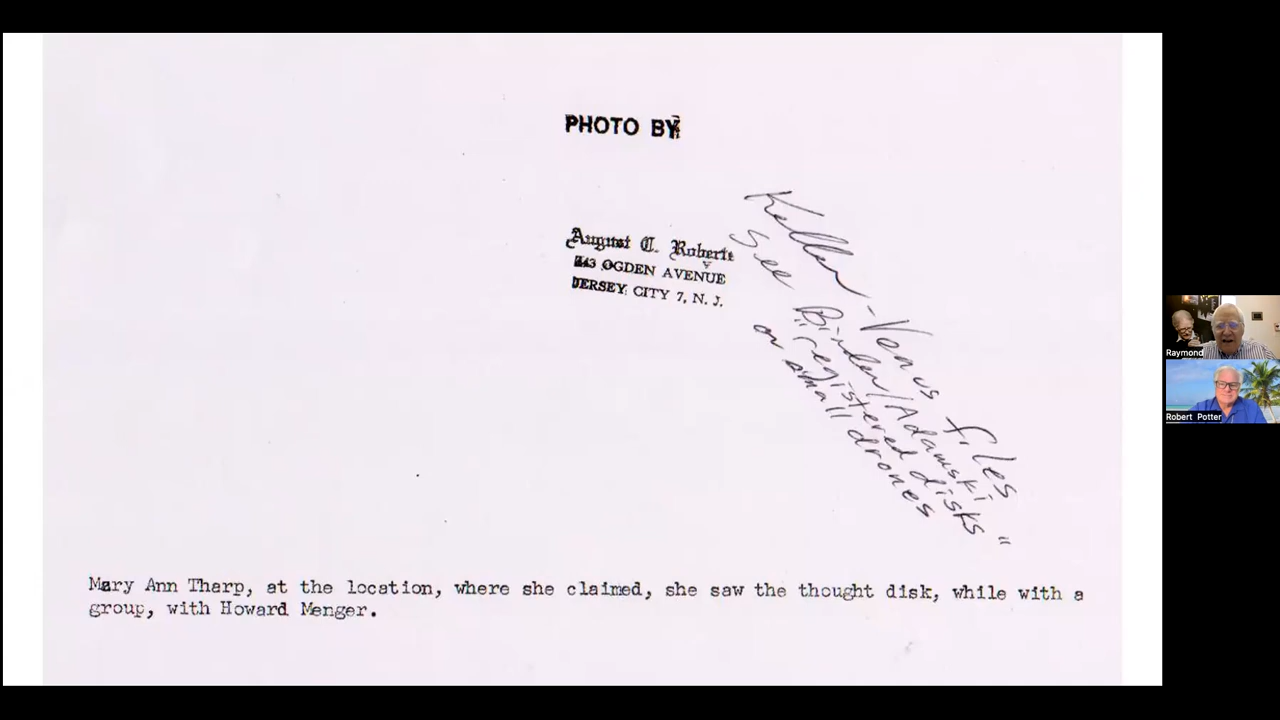 PHOTO BY
August C. Roberts
243 OGDEN AVENUE
JERSEY CITY 7, N. J.
Keller - Venus files
See Binder/Adamski
"registered disks"
or small drones
Mary Ann Tharp, at the location, where she claimed, she saw the thought disk, while with a
group, with Howard Menger.
Raymond
Robert Potter